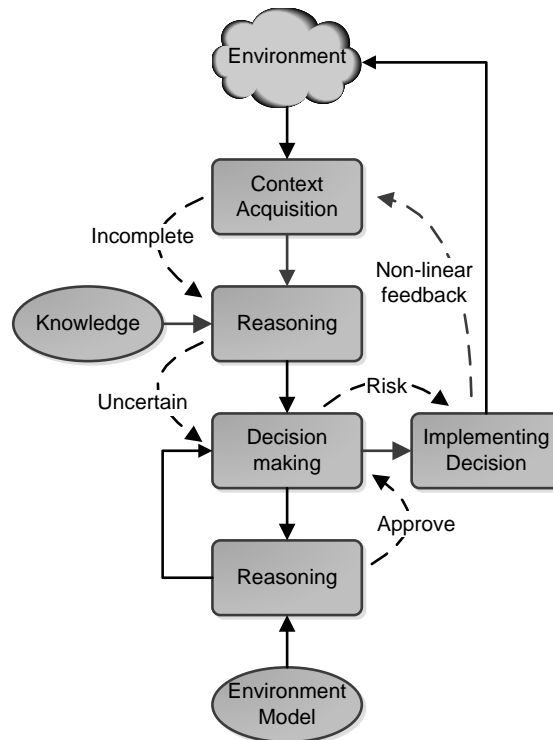 Environment
Context
Acquisition
Incomplete
Non-linear
feedback
Knowledge
Reasoning
Uncertain
Risk
Decision
making
Implementing
Decision
Approve
Reasoning
Environment
Model